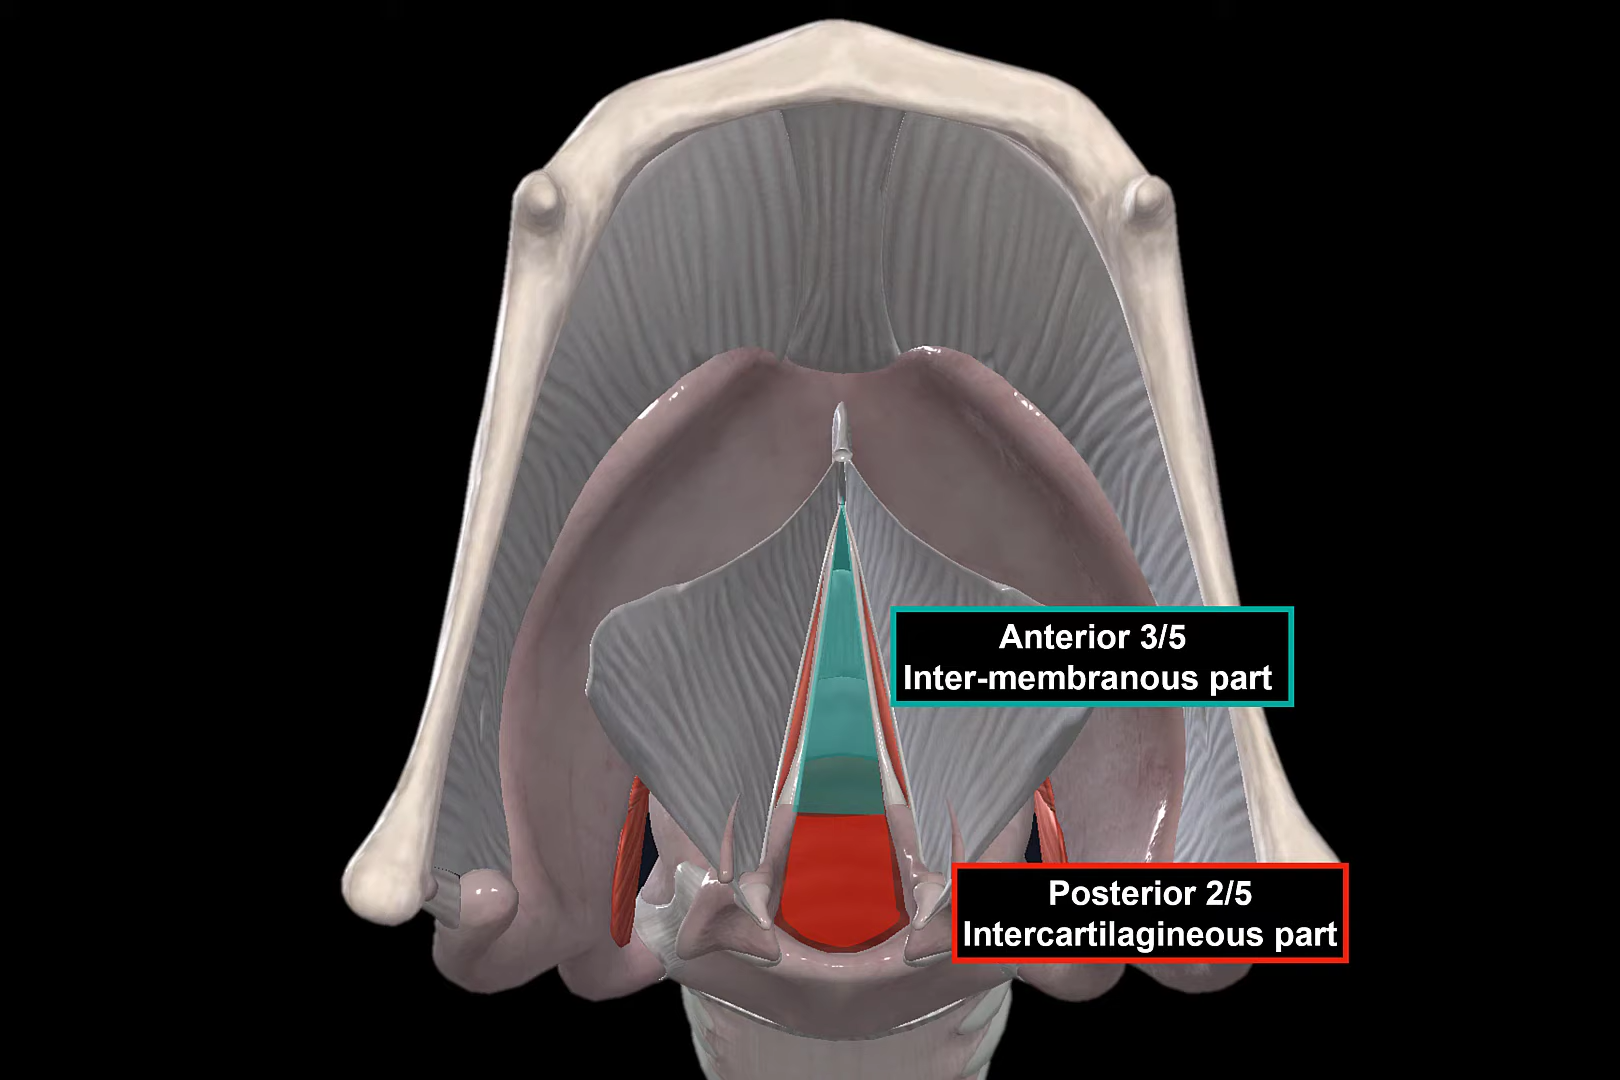 Anterior 3/5
Inter-membranous part
Posterior 2/5
Intercartilagineous part